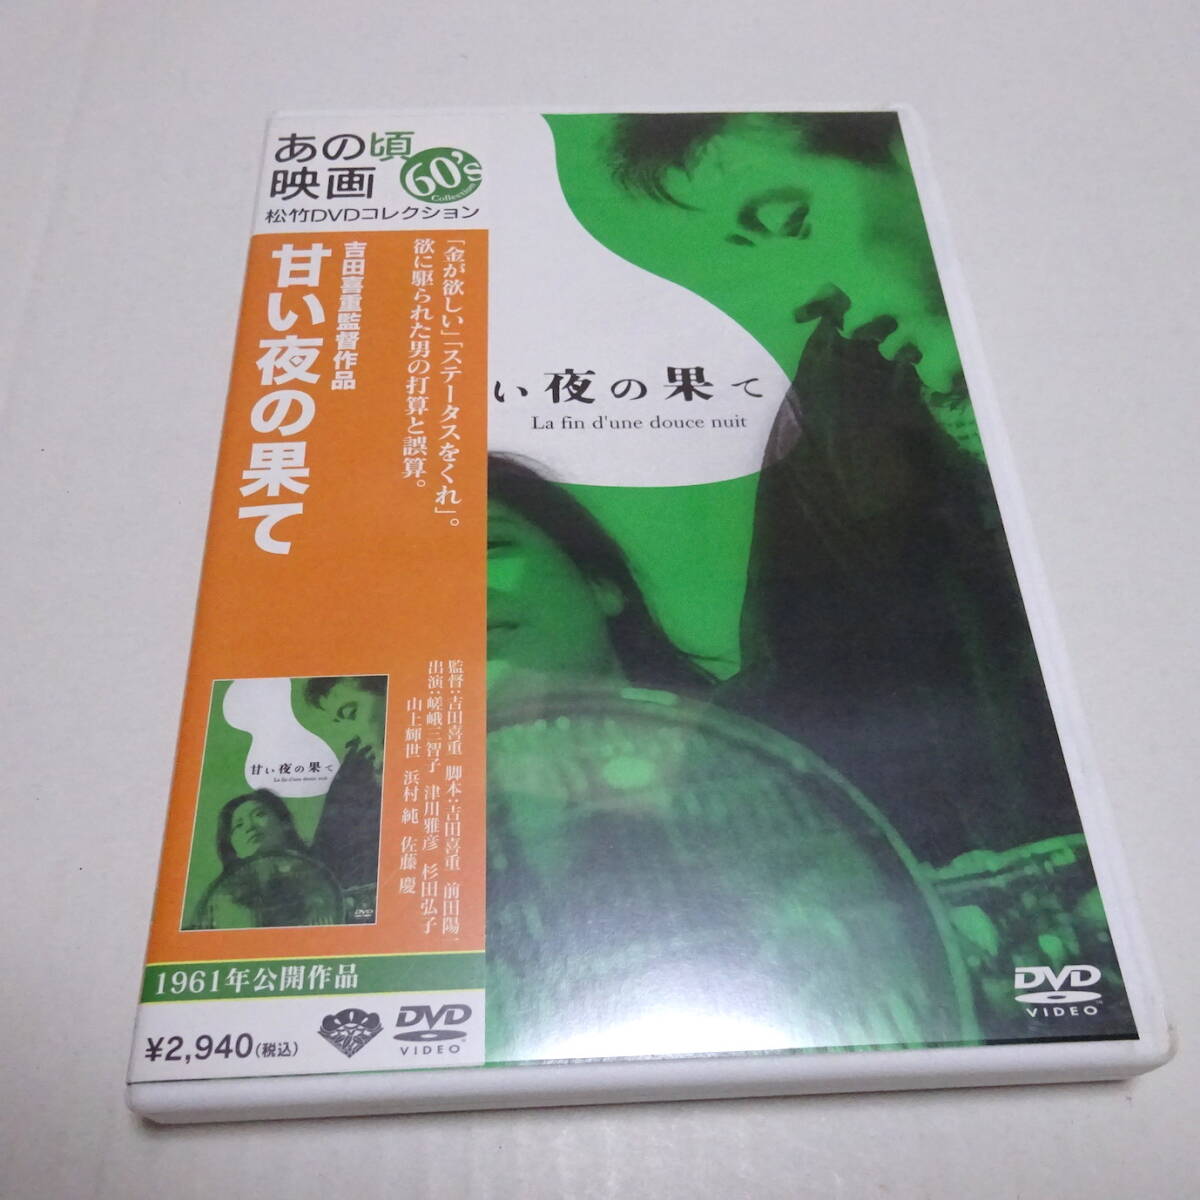 あの頃
映画
60's
Collection
松竹DVDコレクション
「金が欲しい」「ステータスをくれ」。
欲に駆られた男の打算と誤算。
吉田喜重監督作品
甘い夜の果て
い夜の果て
La fin d'une douce nuit
監督:吉田喜重 脚本:吉田喜重 前田陽一
出演:嵯峨三智子 津川雅彦 杉田弘子
山上輝世 浜村純 佐藤慶
甘い夜の果て
La fin d'une douce nuit
DVD
1961年公開作品
¥2,940(税込)
DVD
VIDEO
DVD
VIDEO